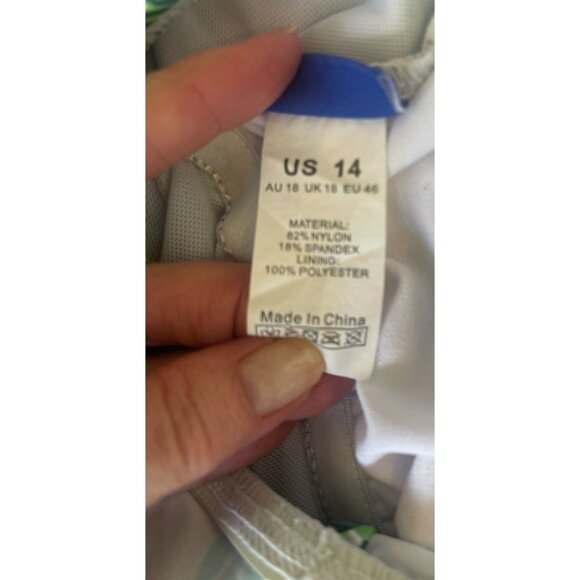 US 14
AU 18 UK 18 EU 46
MATERIAL:
82% NYLON
18% SPANDEX
LINING:
100% POLYESTER
Made In China